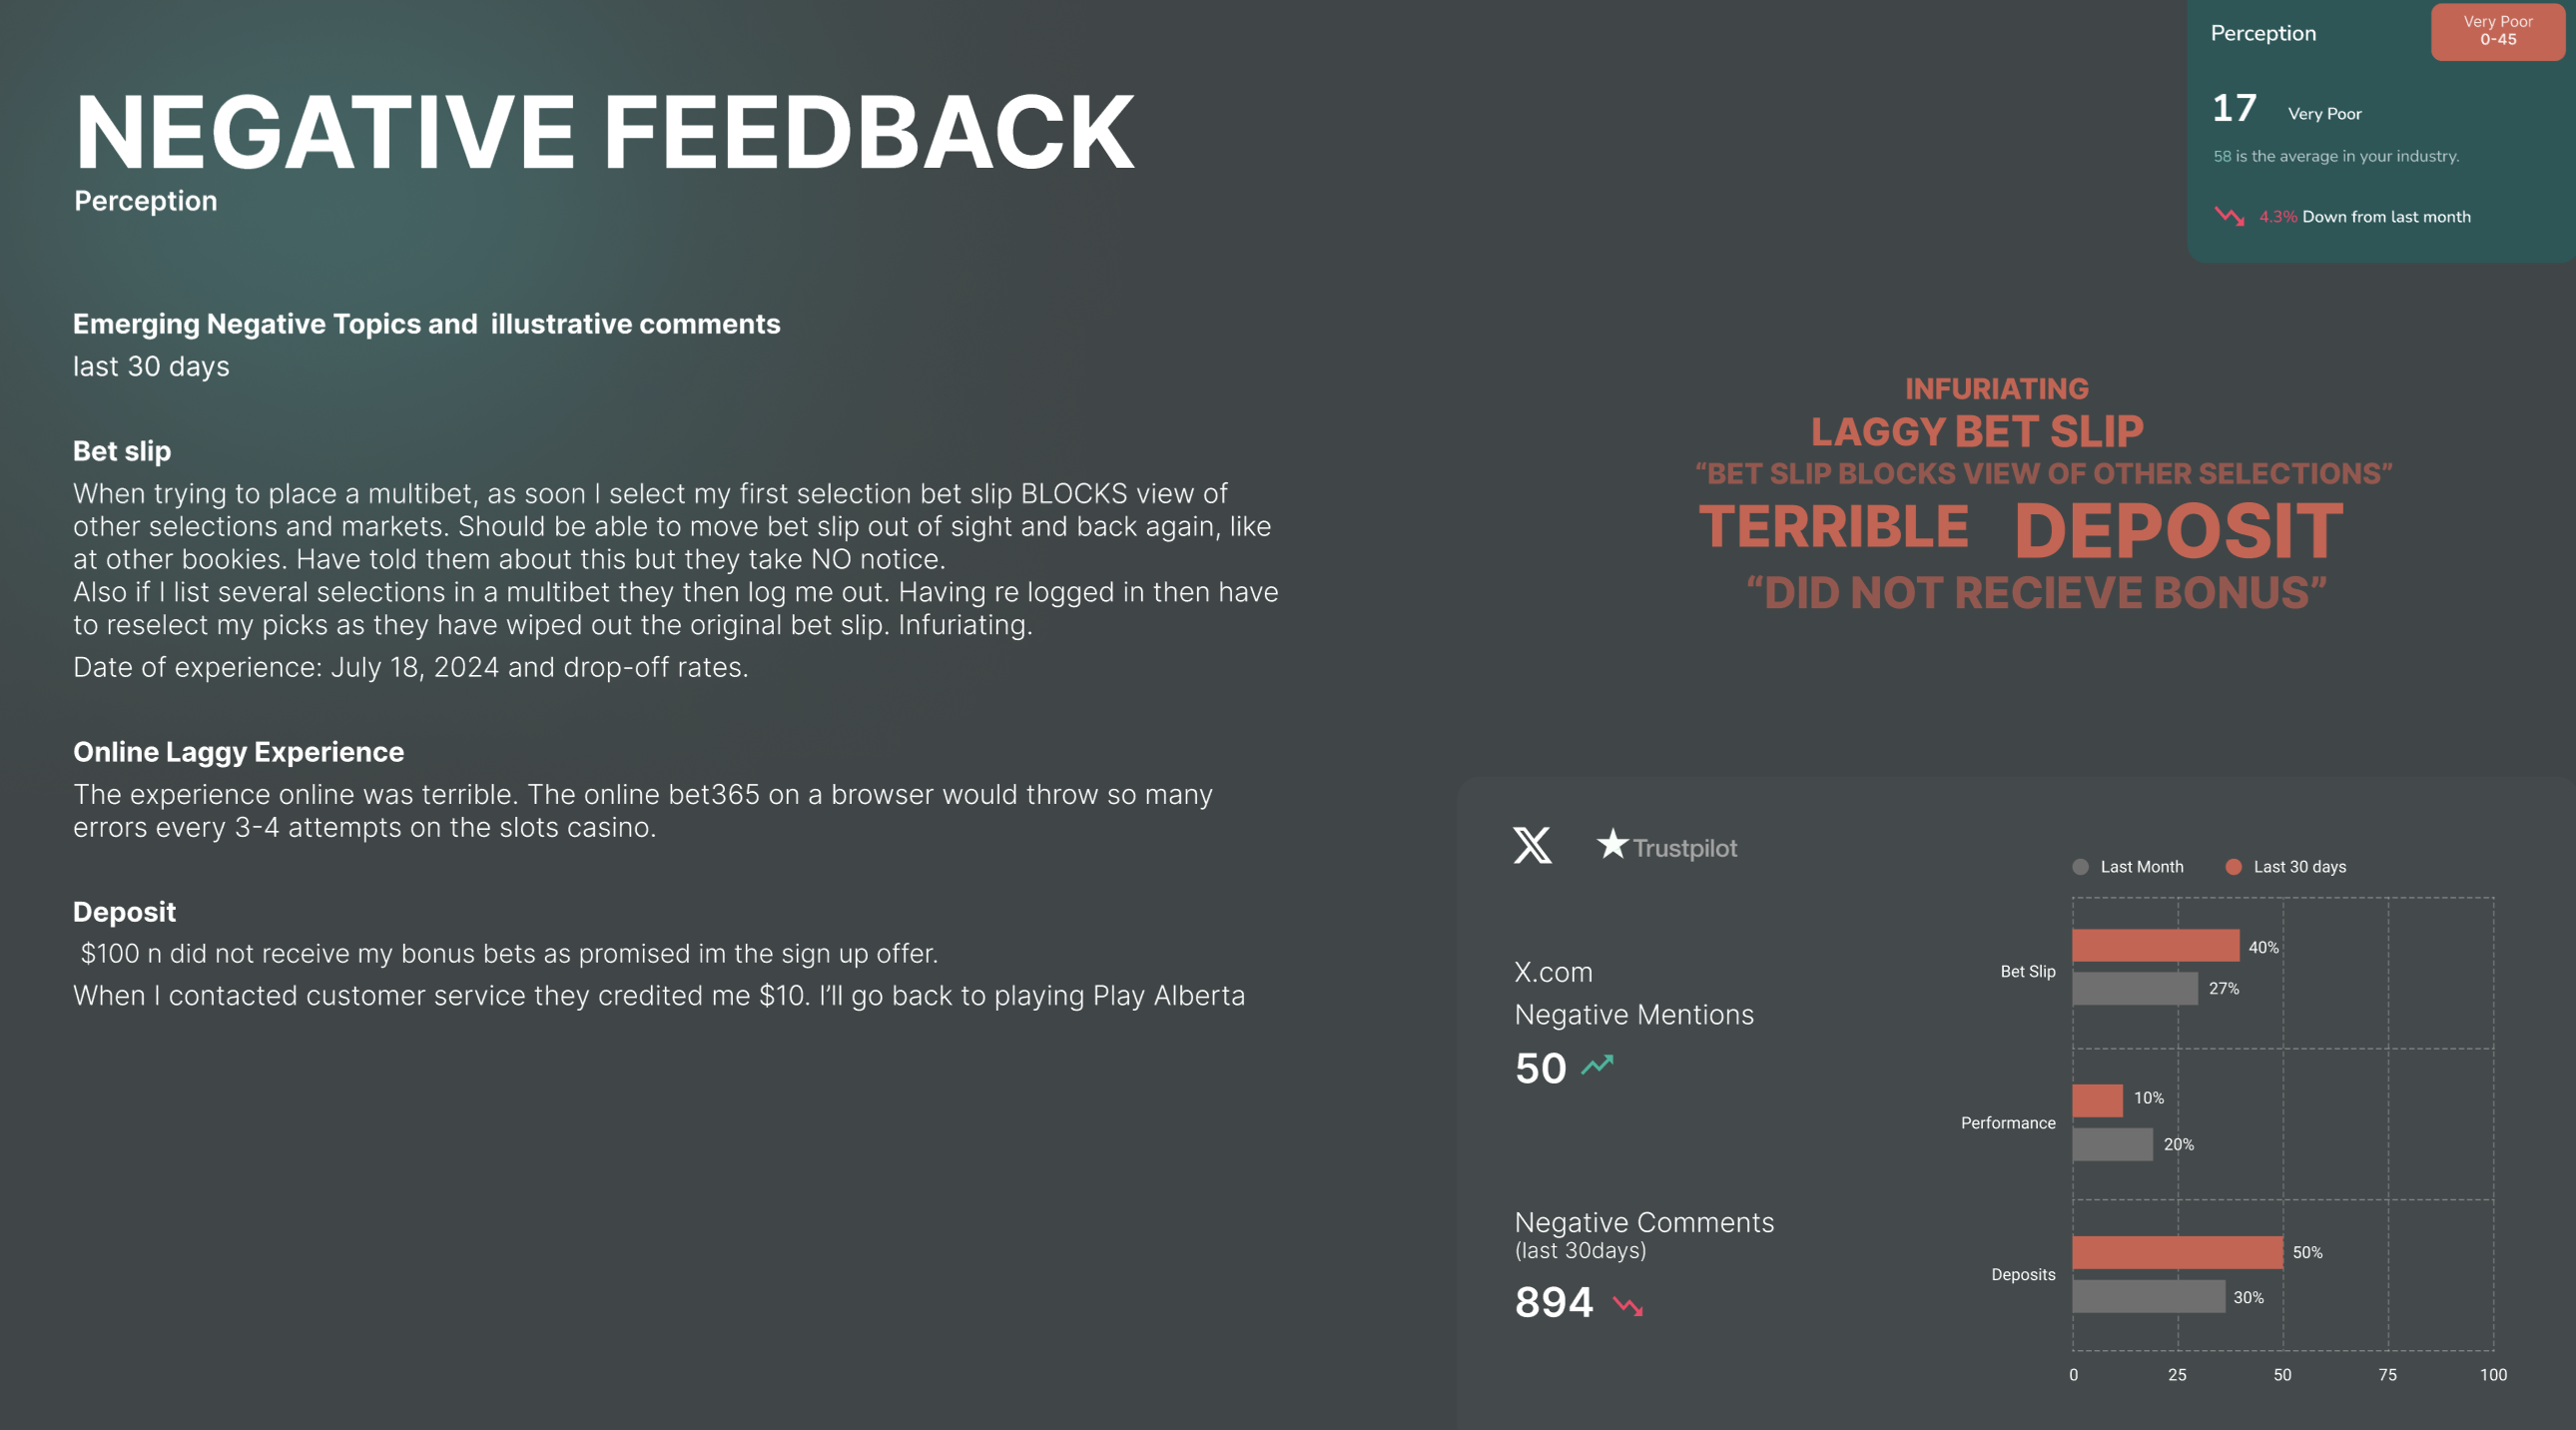 NEGATIVE FEEDBACK
Perception
Emerging Negative Topics and  illustrative comments
last 30 days
Bet slip
When trying to place a multibet, as soon I select my first selection bet slip BLOCKS view of
other selections and markets. Should be able to move bet slip out of sight and back again, like
at other bookies. Have told them about this but they take NO notice.
Also if I list several selections in a multibet they then log me out. Having re logged in then have
to reselect my picks as they have wiped out the original bet slip. Infuriating.
Date of experience: July 18, 2024 and drop-off rates.
Online Laggy Experience
The experience online was terrible. The online bet365 on a browser would throw so many
errors every 3-4 attempts on the slots casino.
Deposit
$100 n did not receive my bonus bets as promised im the sign up offer.
When I contacted customer service they credited me $10. I’ll go back to playing Play Alberta
Perception
Very Poor
0-45
17 Very Poor
58 is the average in your industry.
4.3% Down from last month
INFURIATING
LAGGY BET SLIP
“BET SLIP BLOCKS VIEW OF OTHER SELECTIONS”
TERRIBLE DEPOSIT
“DID NOT RECIEVE BONUS”
X Trustpilot
X.com
Negative Mentions
50
Negative Comments
(last 30days)
894
Last Month Last 30 days
Bet Slip
40%
27%
Performance
10%
20%
Deposits
50%
30%
0 25 50 75 100